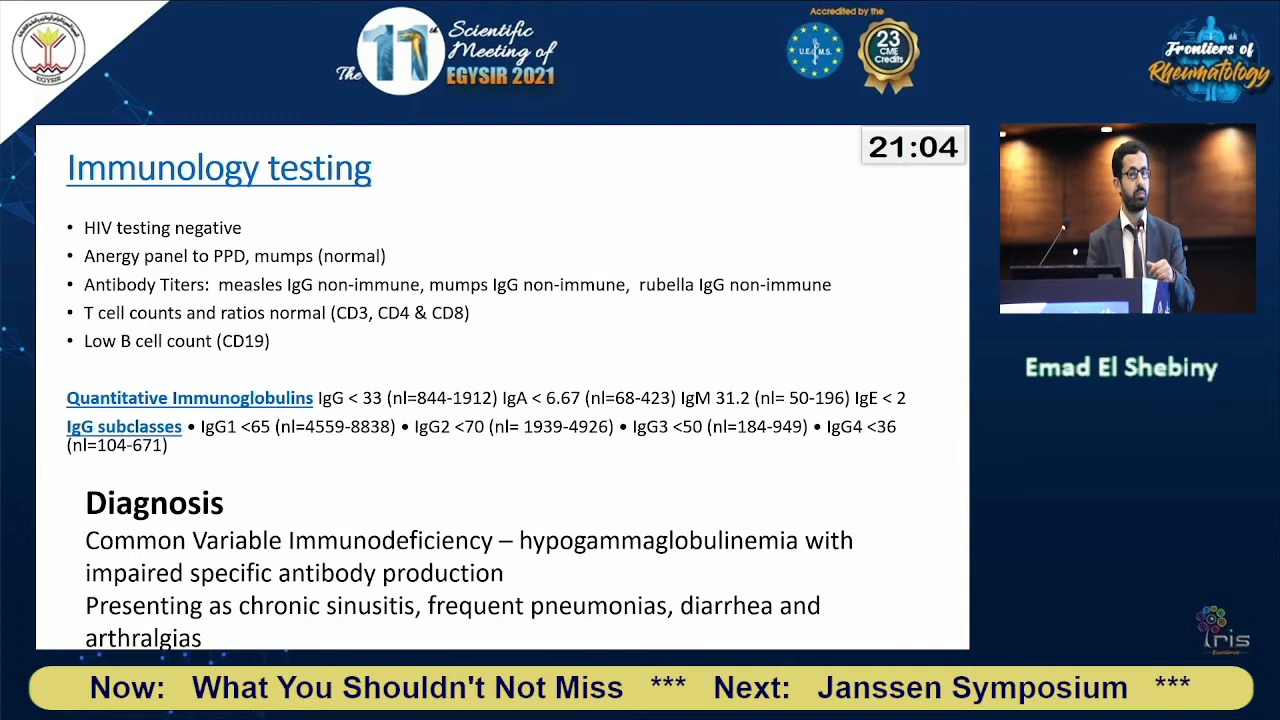 EGYSIR
The 11th
Scientific
Meeting of
EGYSIR 2021
Accredited by the
U.E.M.S.
23
CME
Credits
Frontiers of
Rheumatology
21:04
Immunology testing
• HIV testing negative
• Anergy panel to PPD, mumps (normal)
• Antibody Titers:  measles IgG non-immune, mumps IgG non-immune,  rubella IgG non-immune
• T cell counts and ratios normal (CD3, CD4 & CD8)
• Low B cell count (CD19)
Quantitative Immunoglobulins IgG < 33 (nl=844-1912) IgA < 6.67 (nl=68-423) IgM 31.2 (nl= 50-196) IgE < 2
IgG subclasses • IgG1 <65 (nl=4559-8838) • IgG2 <70 (nl= 1939-4926) • IgG3 <50 (nl=184-949) • IgG4 <36
(nl=104-671)
Diagnosis
Common Variable Immunodeficiency – hypogammaglobulinemia with
impaired specific antibody production
Presenting as chronic sinusitis, frequent pneumonias, diarrhea and
arthralgias
Emad El Shebiny
Iris
Now:   What You Shouldn't Not Miss   ***   Next:   Janssen Symposium   ***